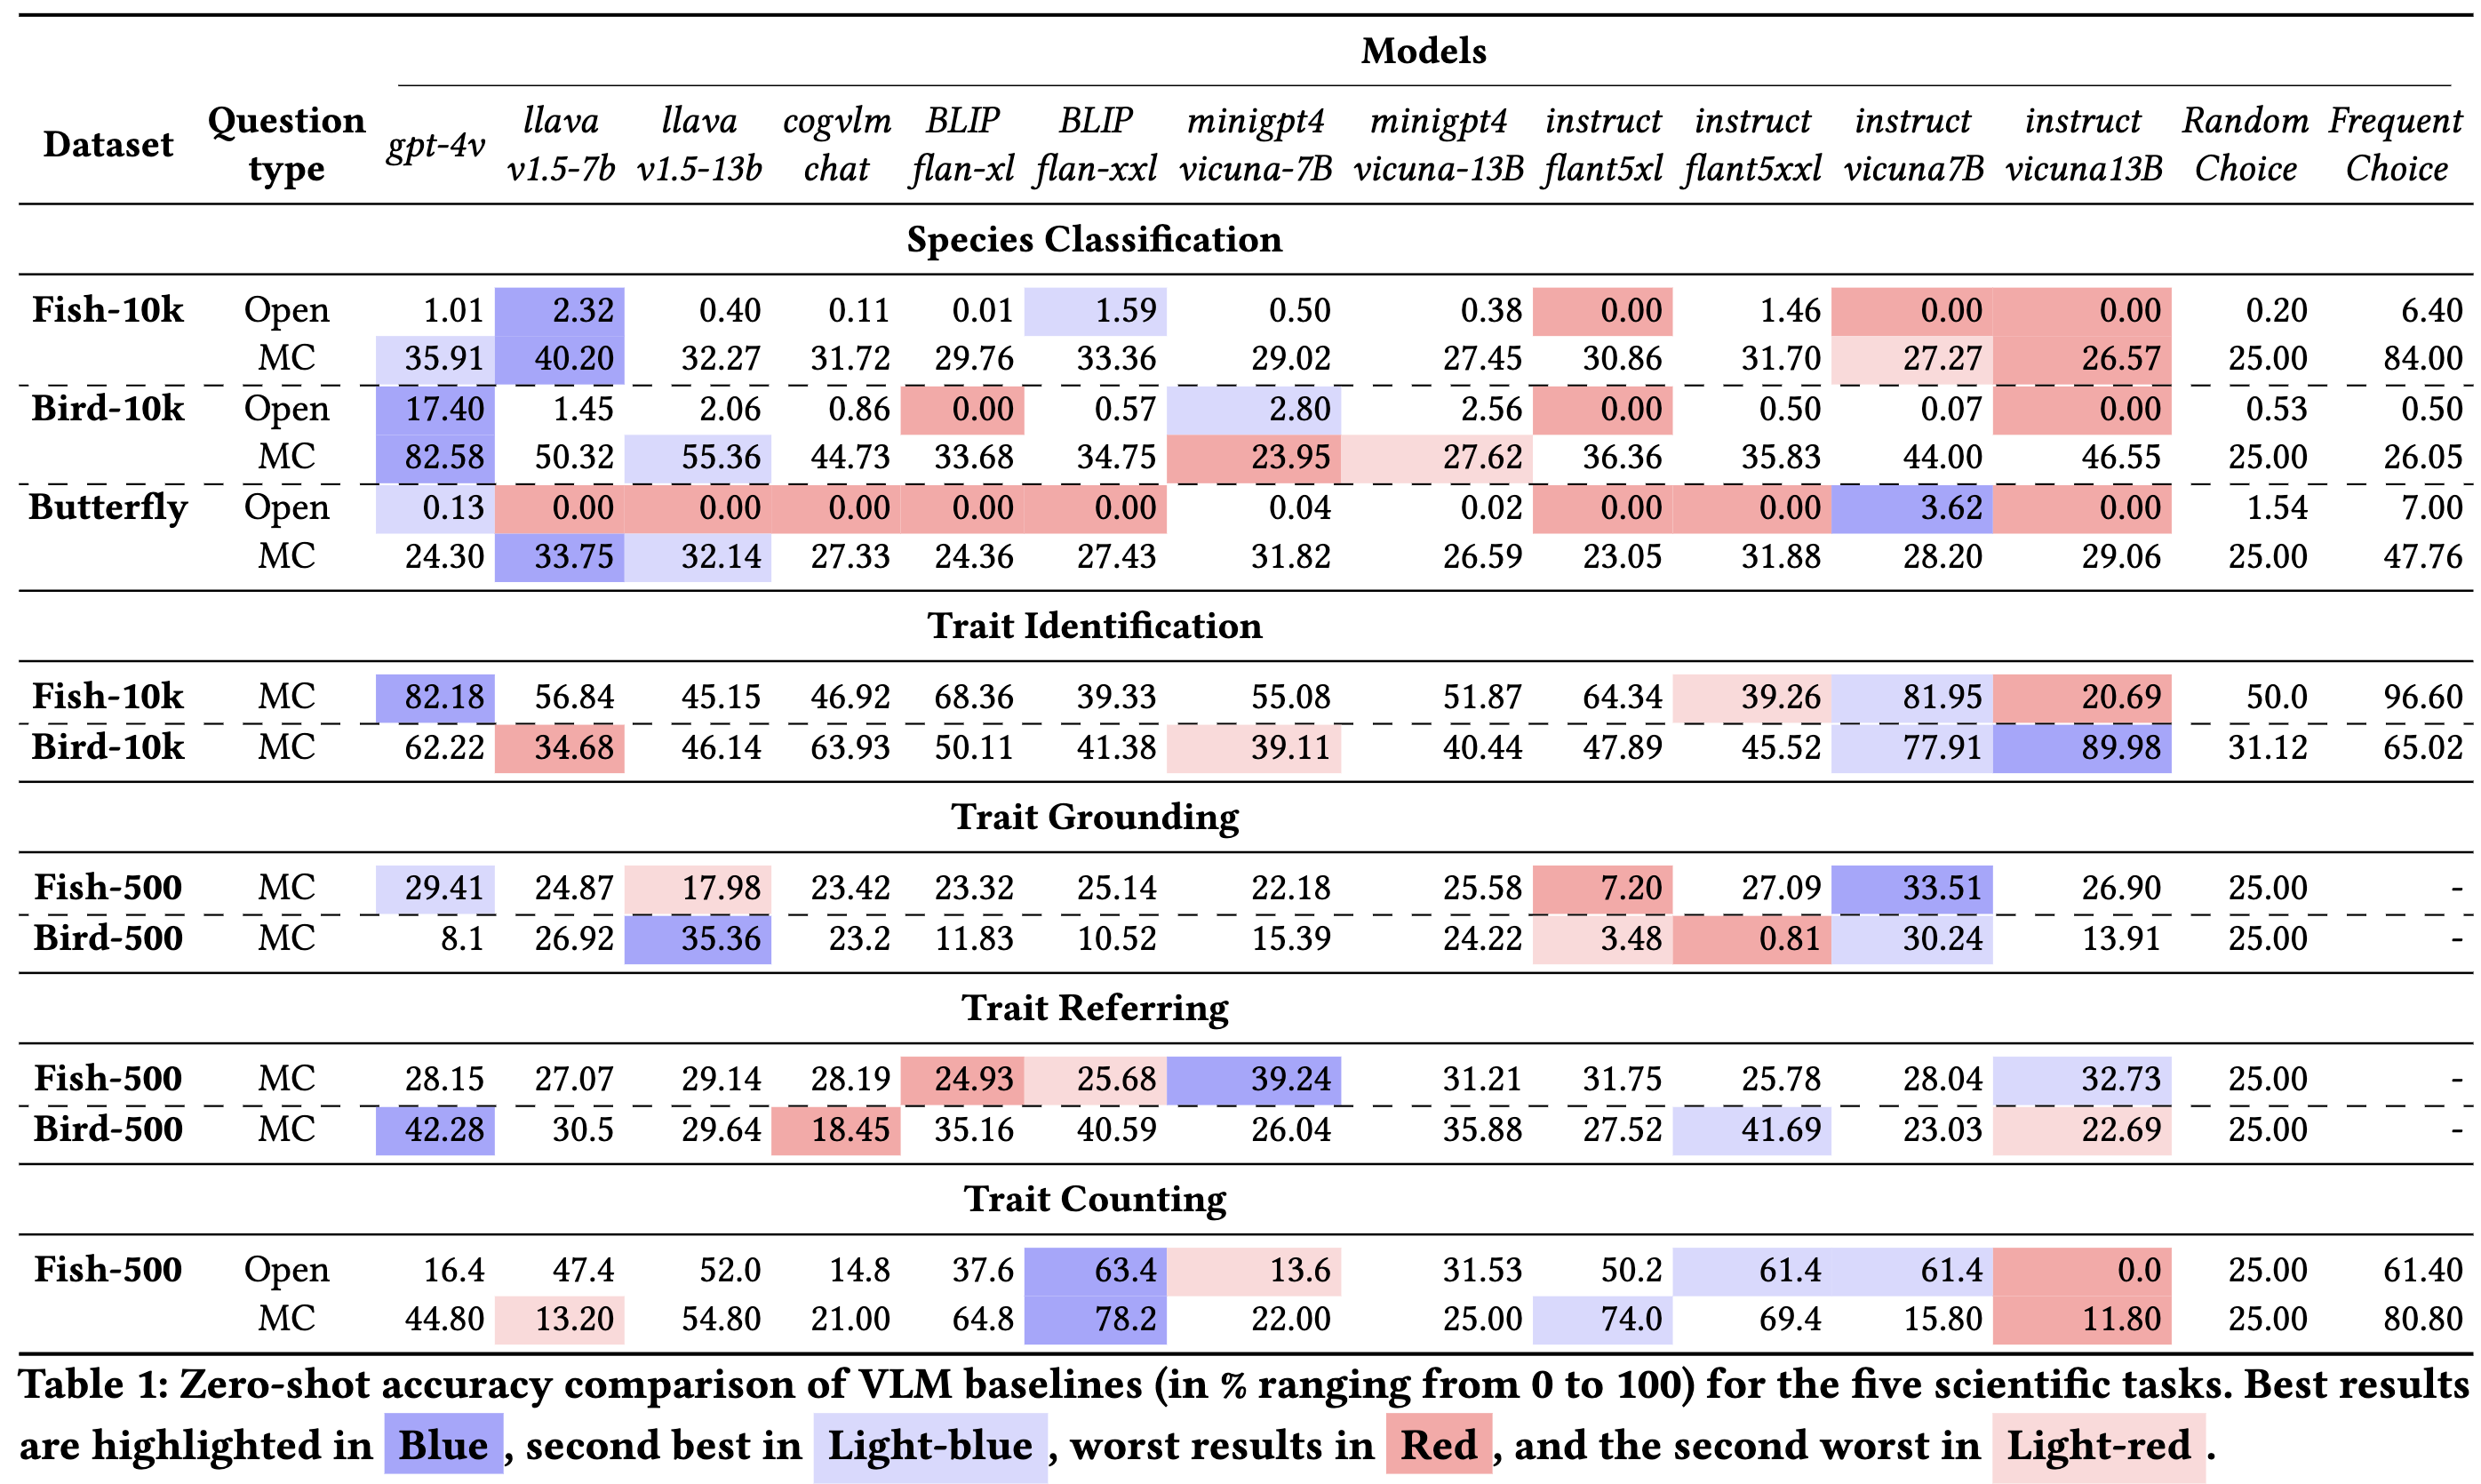 Models
Dataset Question type gpt-4v llava v1.5-7b llava v1.5-13b cogvlm chat BLIP flan-xl BLIP flan-xxl minigpt4 vicuna-7B minigpt4 vicuna-13B instruct flant5xl instruct flant5xxl instruct vicuna7B instruct vicuna13B Random Choice Frequent Choice
Species Classification
Fish-10k Open 1.01 2.32 0.40 0.11 0.01 1.59 0.50 0.38 0.00 1.46 0.00 0.00 0.20 6.40
MC 35.91 40.20 32.27 31.72 29.76 33.36 29.02 27.45 30.86 31.70 27.27 26.57 25.00 84.00
Bird-10k Open 17.40 1.45 2.06 0.86 0.00 0.57 2.80 2.56 0.00 0.50 0.07 0.00 0.53 0.50
MC 82.58 50.32 55.36 44.73 33.68 34.75 23.95 27.62 36.36 35.83 44.00 46.55 25.00 26.05
Butterfly Open 0.13 0.00 0.00 0.00 0.00 0.00 0.04 0.02 0.00 0.00 3.62 0.00 1.54 7.00
MC 24.30 33.75 32.14 27.33 24.36 27.43 31.82 26.59 23.05 31.88 28.20 29.06 25.00 47.76
Trait Identification
Fish-10k MC 82.18 56.84 45.15 46.92 68.36 39.33 55.08 51.87 64.34 39.26 81.95 20.69 50.0 96.60
Bird-10k MC 62.22 34.68 46.14 63.93 50.11 41.38 39.11 40.44 47.89 45.52 77.91 89.98 31.12 65.02
Trait Grounding
Fish-500 MC 29.41 24.87 17.98 23.42 23.32 25.14 22.18 25.58 7.20 27.09 33.51 26.90 25.00 -
Bird-500 MC 8.1 26.92 35.36 23.2 11.83 10.52 15.39 24.22 3.48 0.81 30.24 13.91 25.00 -
Trait Referring
Fish-500 MC 28.15 27.07 29.14 28.19 24.93 25.68 39.24 31.21 31.75 25.78 28.04 32.73 25.00 -
Bird-500 MC 42.28 30.5 29.64 18.45 35.16 40.59 26.04 35.88 27.52 41.69 23.03 22.69 25.00 -
Trait Counting
Fish-500 Open 16.4 47.4 52.0 14.8 37.6 63.4 13.6 31.53 50.2 61.4 61.4 0.0 25.00 61.40
MC 44.80 13.20 54.80 21.00 64.8 78.2 22.00 25.00 74.0 69.4 15.80 11.80 25.00 80.80
Table 1: Zero-shot accuracy comparison of VLM baselines (in % ranging from 0 to 100) for the five scientific tasks. Best results
are highlighted in Blue , second best in Light-blue , worst results in Red , and the second worst in Light-red .